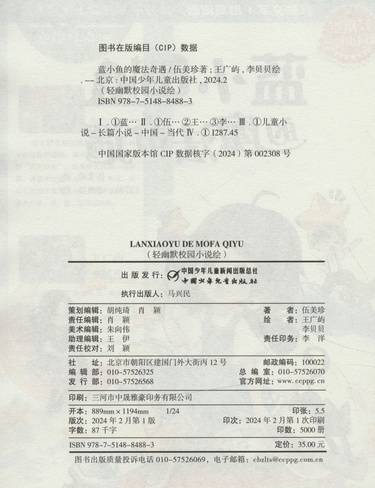 图书在版编目（CIP）数据
蓝小鱼的魔法奇遇 / 伍美珍著；王广屿，李贝贝绘
. -- 北京：中国少年儿童出版社，2024.2
（轻幽默校园小说绘）
ISBN 978-7-5148-8488-3
Ⅰ．①蓝… Ⅱ．①伍… ②王… ③李… Ⅲ．①儿童小
说－长篇小说－中国－当代 Ⅳ．① I287.45
中国国家版本馆 CIP 数据核字（2024）第 002308 号
LANXIAOYU DE MOFA QIYU
（轻幽默校园小说绘）
出版发行：中国少年儿童新闻出版总社
中国少年儿童出版社
执行出版人：马兴民
策划编辑：胡纯琦 肖 颖 著 者：伍美珍
责任编辑：肖 颖 绘 者：王广屿
美术编辑：朱向伟 李贝贝
助理编辑：王 伊 责任印务：李 洋
责任校对：刘 颖
社 址：北京市朝阳区建国门外大街丙 12 号 邮政编码：100022
编 辑 部：010-57526325 总 编 室：010-57526070
发 行 部：010-57526568 官方网址：www.ccppg.cn
印刷：三河市中晟雅豪印务有限公司
开本：889mm×1194mm 1/24 印张：5.5
版次：2024 年 2 月第 1 版 印次：2024 年 2 月第 1 次印刷
字数：87 千字 印数：5000 册
ISBN 978-7-5148-8488-3 定价：35.00 元
图书出版质量投诉电话 010-57526069，电子邮箱：cbzlts@ccppg.com.cn